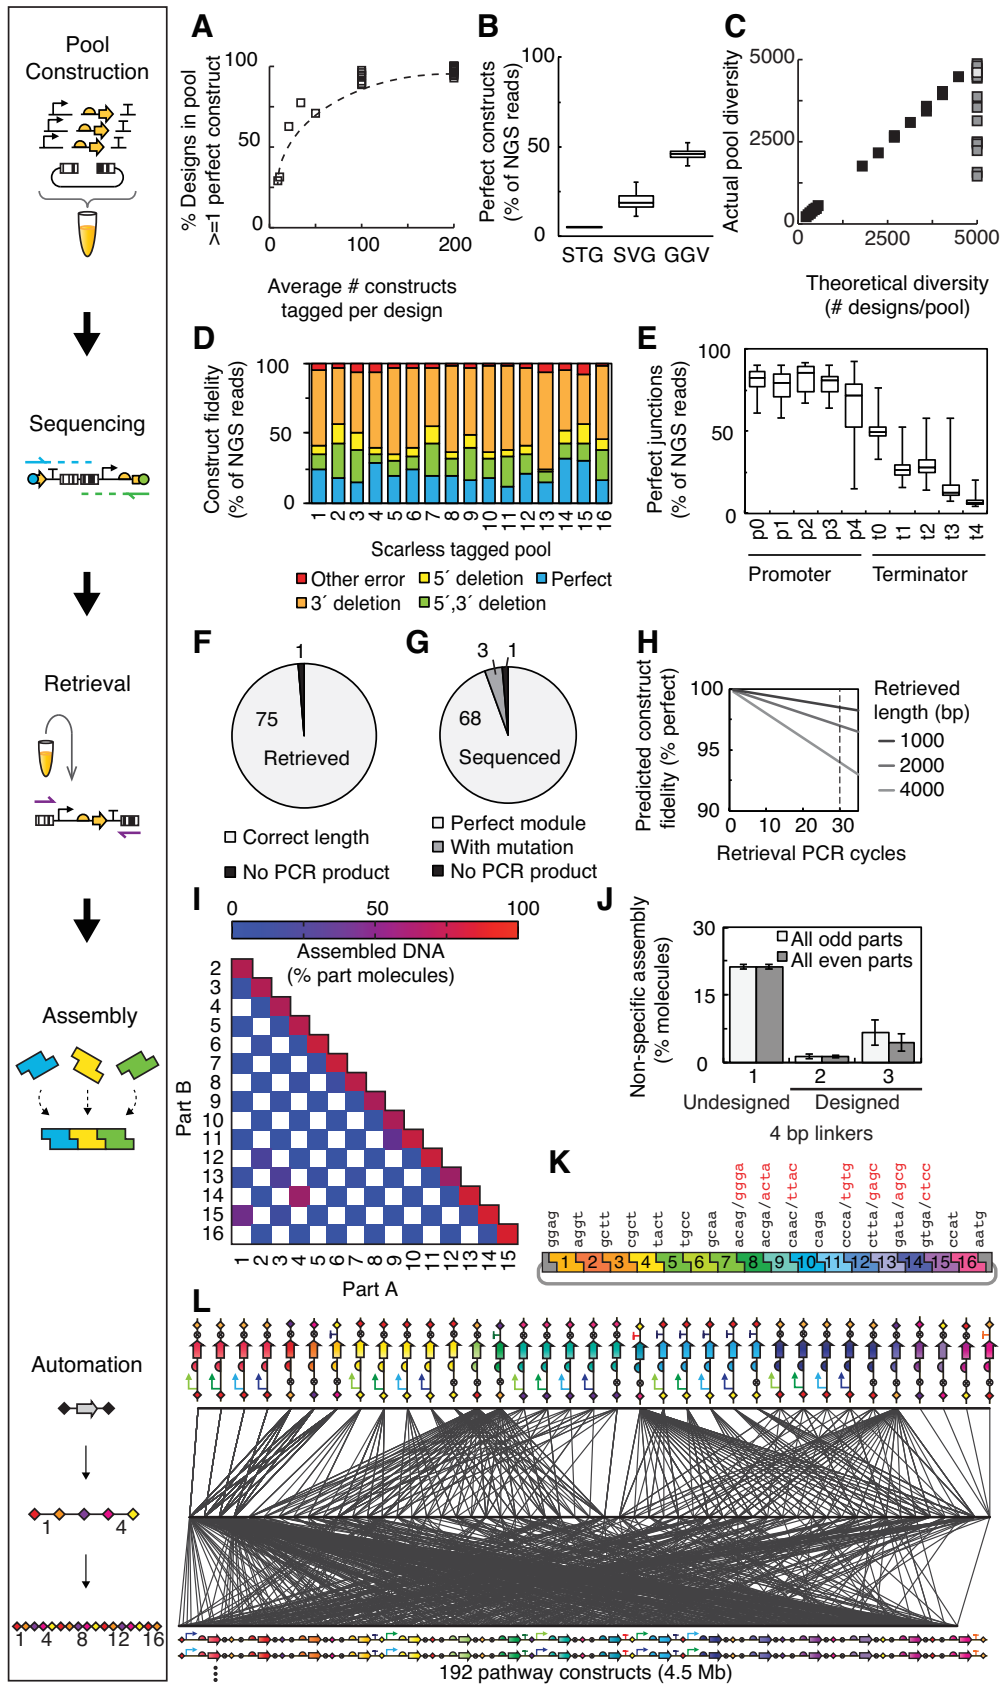 Pool
Construction
Sequencing
Retrieval
Assembly
Automation
1 4
1 4 8 12 16
A
% Designs in pool
>=1 perfect construct
100
50
0
0 100 200
Average # constructs
tagged per design
B
Perfect constructs
(% of NGS reads)
100
50
0
STG SVG GGV
C
Actual pool diversity
5000
2500
0
0 2500 5000
Theoretical diversity
(# designs/pool)
D
Construct fidelity
(% of NGS reads)
100
50
0
1 2 3 4 5 6 7 8 9 10 11 12 13 14 15 16
Scarless tagged pool
Other error 5´ deletion Perfect
3´ deletion 5´,3´ deletion
E
Perfect junctions
(% of NGS reads)
100
50
0
p0 p1 p2 p3 p4 t0 t1 t2 t3 t4
Promoter Terminator
F
1
75
Retrieved
Correct length
No PCR product
G
3 1
68
Sequenced
Perfect module
With mutation
No PCR product
H
Predicted construct
fidelity (% perfect)
100
95
90
0 10 20 30
Retrieval PCR cycles
Retrieved
length (bp)
1000
2000
4000
I
0 50 100
Assembled DNA
(% part molecules)
Part B
2
3
4
5
6
7
8
9
10
11
12
13
14
15
16
1 2 3 4 5 6 7 8 9 10 11 12 13 14 15
Part A
J
Non-specific assembly
(% molecules)
30
15
0
All odd parts
All even parts
1 2 3
Undesigned Designed
4 bp linkers
K
ggag aggt gctt cgct tact tgcc gcaa acag/ggga acga/acta caac/ttac caga ccca/tgtg ctta/gagc gata/agcg gtga/ctcc ccat aatg
1 2 3 4 5 6 7 8 9 10 11 12 13 14 15 16
L
192 pathway constructs (4.5 Mb)